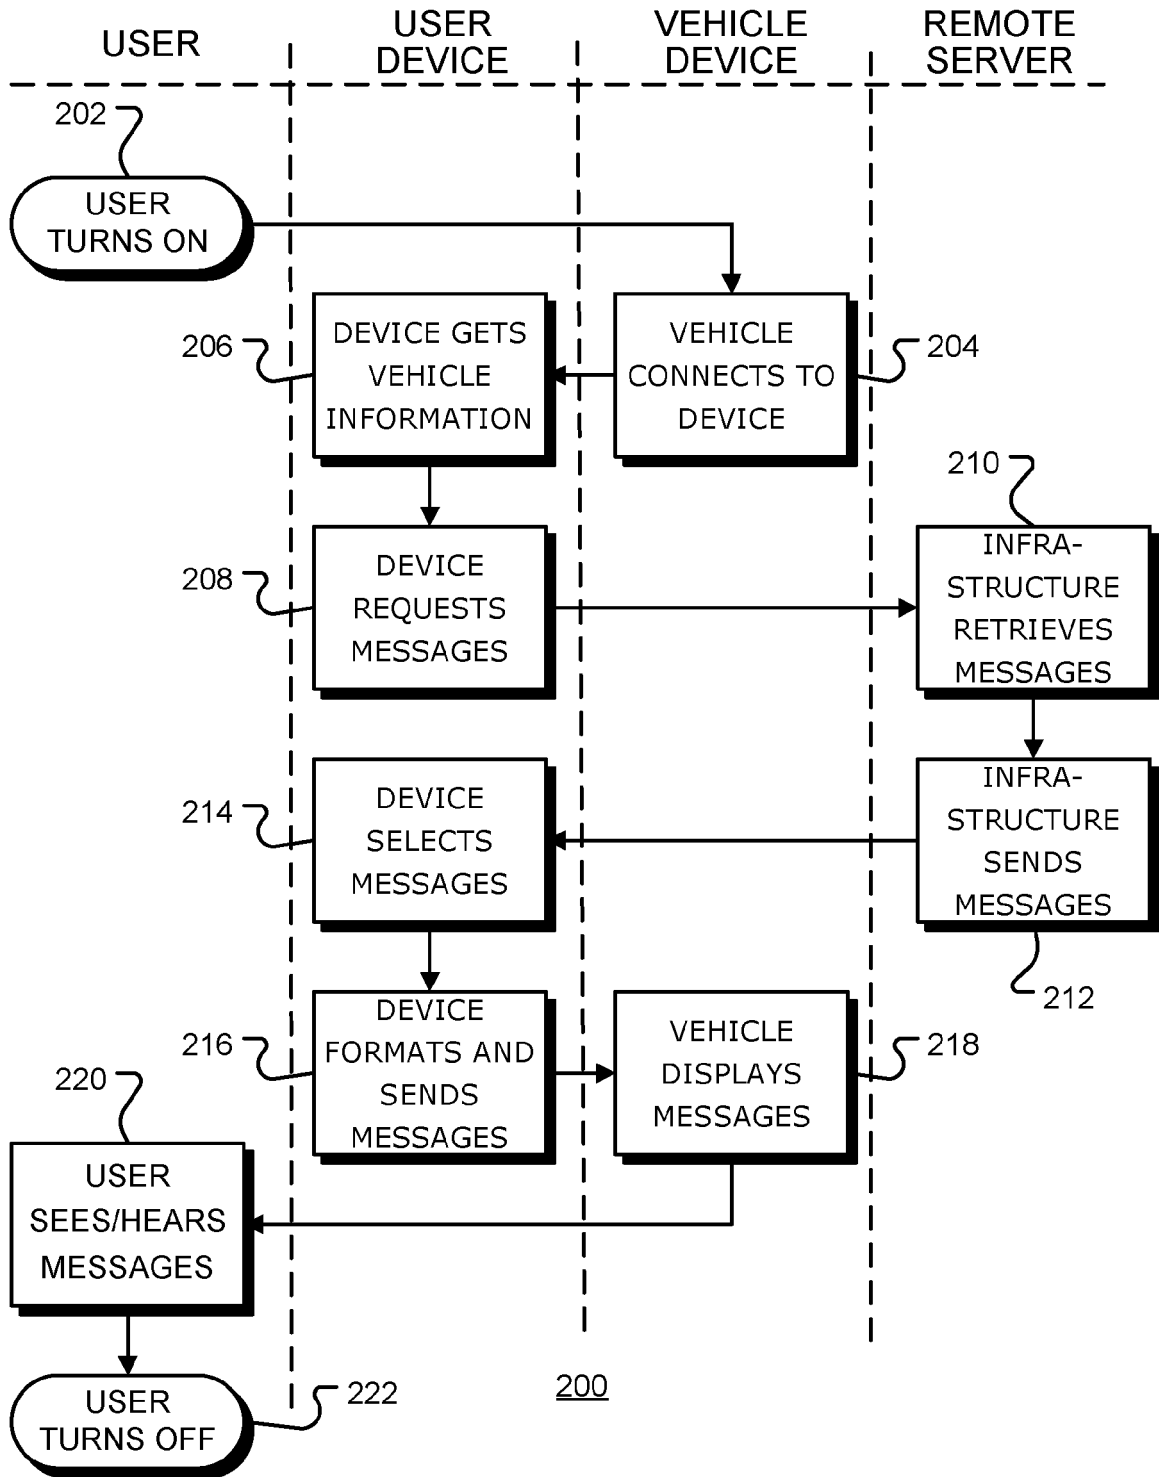 USER
USER
DEVICE
VEHICLE
DEVICE
REMOTE
SERVER
202
USER
TURNS ON
206
DEVICE GETS
VEHICLE
INFORMATION
VEHICLE
CONNECTS TO
DEVICE
204
208
DEVICE
REQUESTS
MESSAGES
210
INFRA-
STRUCTURE
RETRIEVES
MESSAGES
214
DEVICE
SELECTS
MESSAGES
INFRA-
STRUCTURE
SENDS
MESSAGES
212
216
DEVICE
FORMATS AND
SENDS
MESSAGES
VEHICLE
DISPLAYS
MESSAGES
218
220
USER
SEES/HEARS
MESSAGES
USER
TURNS OFF
222
200